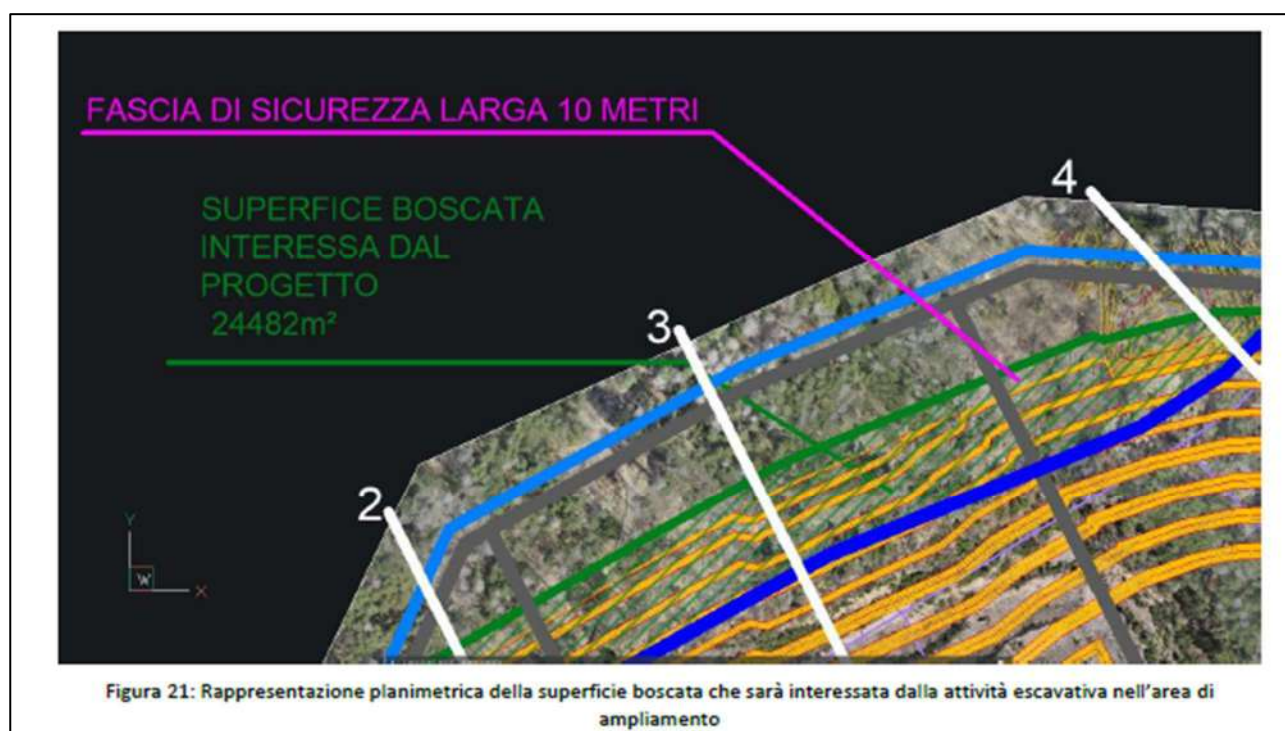 FASCIA DI SICUREZZA LARGA 10 METRI
SUPERFICE BOSCATA
INTERESSA DAL
PROGETTO
24482m²
4
3
2
Y
W
X
Figura 21: Rappresentazione planimetrica della superficie boscata che sarà interessata dalla attività escavativa nell'area di
ampliamento